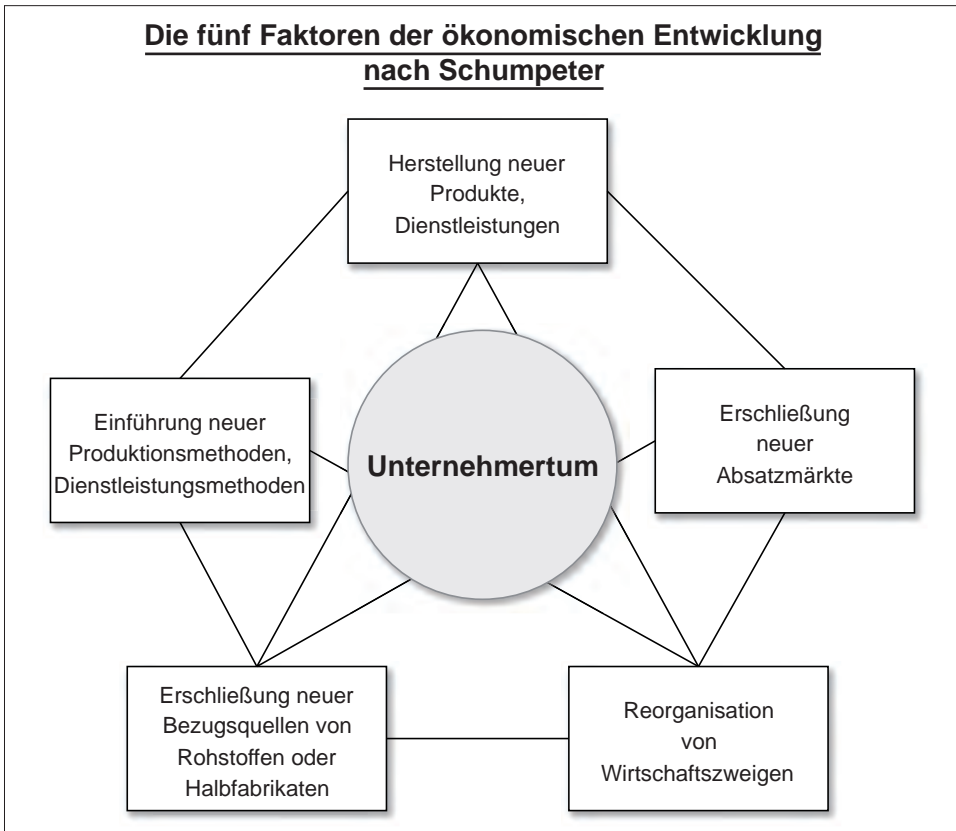 Die fünf Faktoren der ökonomischen Entwicklung
nach Schumpeter
Herstellung neuer
Produkte,
Dienstleistungen
Einführung neuer
Produktionsmethoden,
Dienstleistungsmethoden
Unternehmertum
Erschließung
neuer
Absatzmärkte
Erschließung neuer
Bezugsquellen von
Rohstoffen oder
Halbfabrikaten
Reorganisation
von
Wirtschaftszweigen